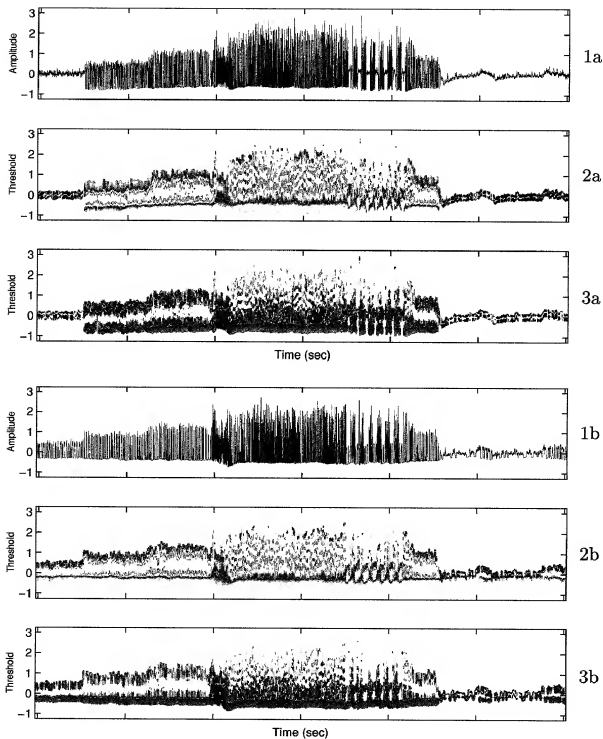 3
2
1
0
−1
Amplitude
1a
3
2
1
0
−1
Threshold
2a
3
2
1
0
−1
Threshold
3a
Time (sec)
3
2
1
0
−1
Amplitude
1b
3
2
1
0
−1
Threshold
2b
3
2
1
0
−1
Threshold
3b
Time (sec)